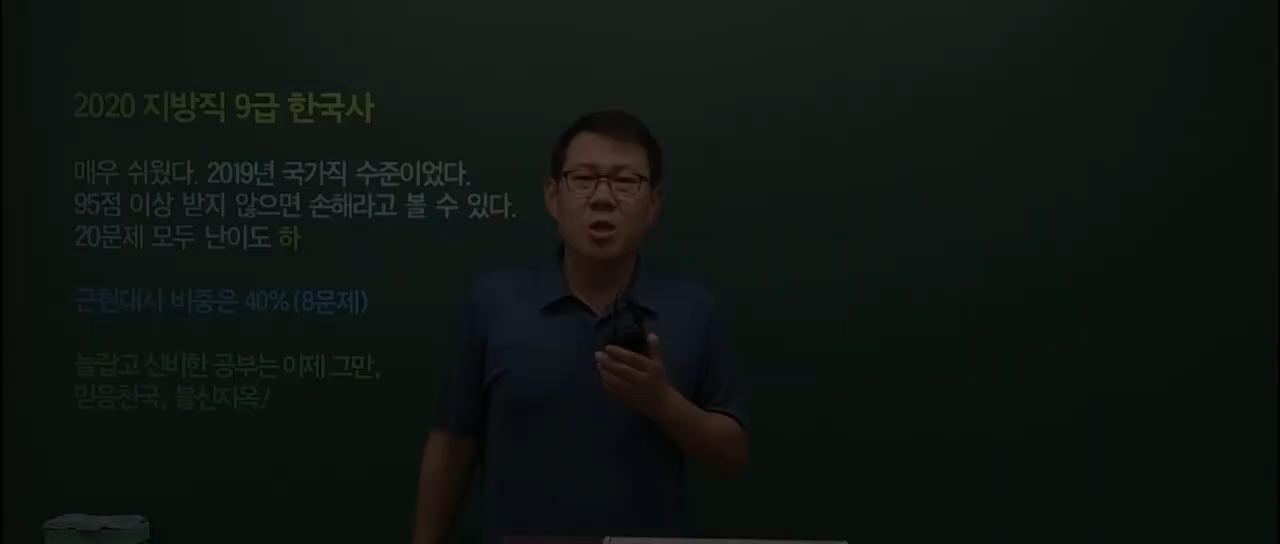 2020 지방직 9급 한국사
매우 쉬웠다. 2019년 국가직 수준이었다.
95점 이상 받지 않으면 손해라고 볼 수 있다.
20문제 모두 난이도 하
근현대사 비중은 40%(8문제)
놀랍고 신비한 공부는 이제 그만,
믿음천국, 불신지옥!